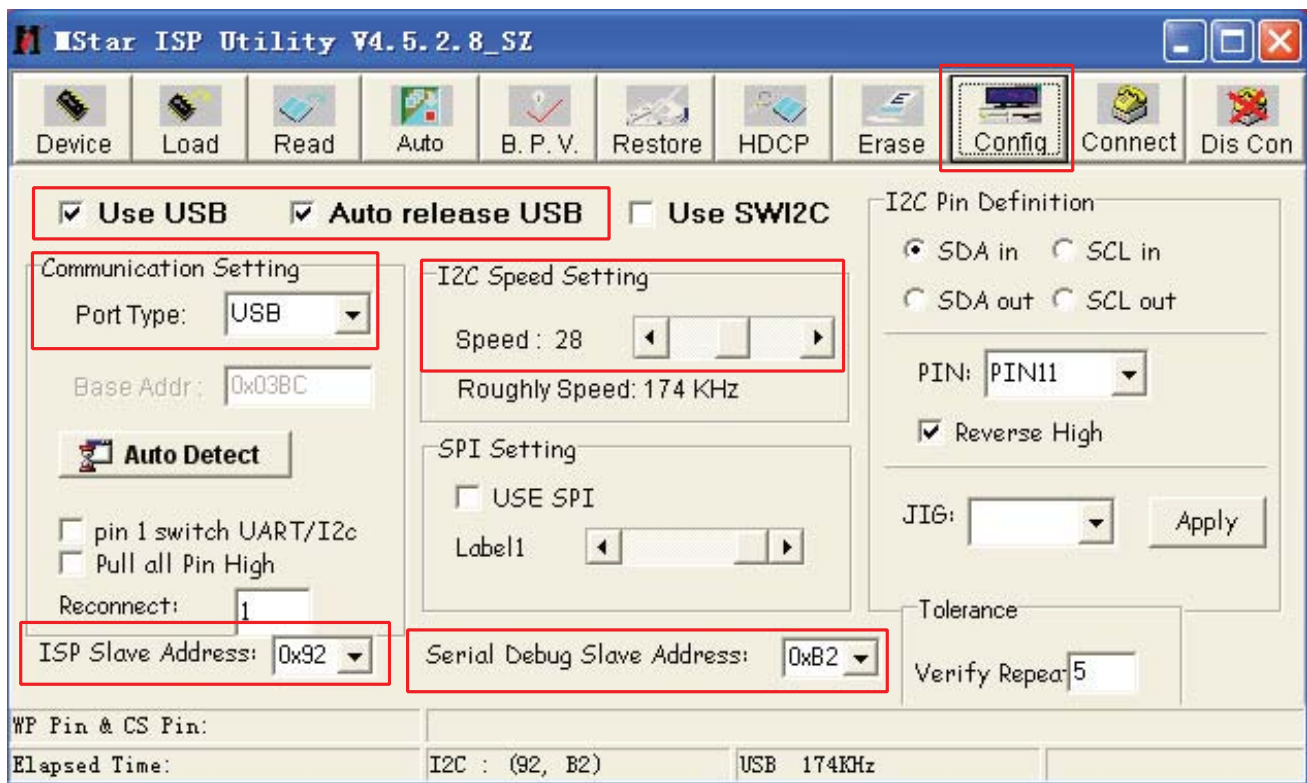 MStar ISP Utility V4.5.2.8_SZ
Device Load Read Auto B.P.V. Restore HDCP Erase Config Connect Dis Con
Use USB Auto release USB Use SWI2C
Communication Setting
Port Type: USB
Base Addr: 0x03BC
Auto Detect
pin 1 switch UART/I2c
Pull all Pin High
Reconnect: 1
ISP Slave Address: 0x92
I2C Speed Setting
Speed : 28
Roughly Speed: 174 KHz
SPI Setting
USE SPI
Label1
Serial Debug Slave Address: 0xB2
I2C Pin Definition
SDA in SCL in
SDA out SCL out
PIN: PIN11
Reverse High
JIG: Apply
Tolerance
Verify Repeat 5
WP Pin & CS Pin:
Elapsed Time: I2C : (92, B2) USB 174KHz